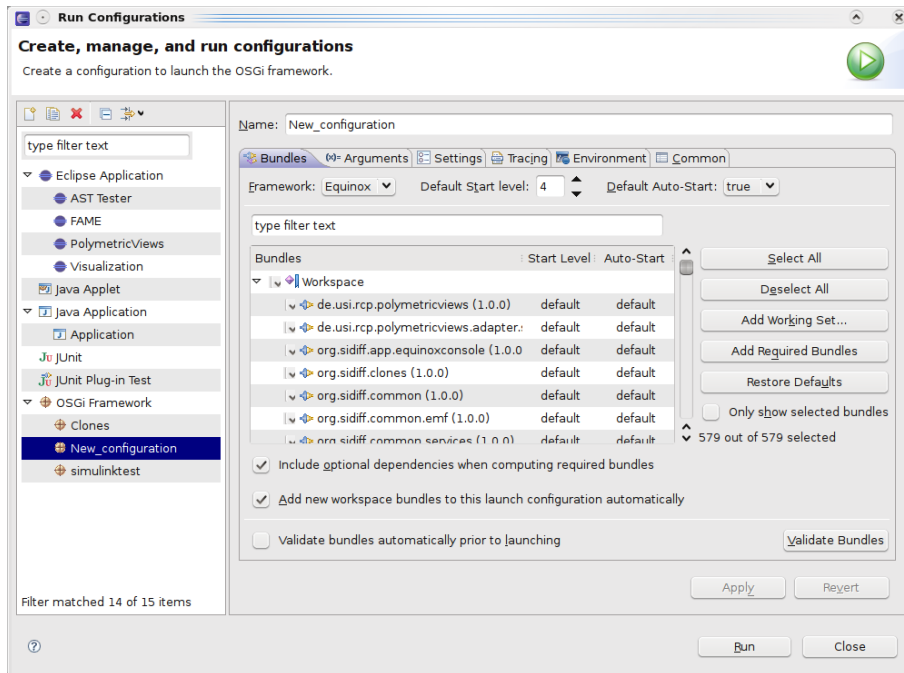 Run Configurations
Create, manage, and run configurations
Create a configuration to launch the OSGi framework.
type filter text
Eclipse Application
AST Tester
FAME
PolymetricViews
Visualization
Java Applet
Java Application
Application
JUnit
JUnit Plug-in Test
OSGi Framework
Clones
New_configuration
simulinktest
Filter matched 14 of 15 items
Name: New_configuration
Bundles Arguments Settings Tracing Environment Common
Framework: Equinox Default Start level: 4 Default Auto-Start: true
type filter text
Bundles Start Level Auto-Start
Workspace
de.usi.rcp.polymetricviews (1.0.0) default default
de.usi.rcp.polymetricviews.adapter. default default
org.sidiff.app.equinoxconsole (1.0.0 default default
org.sidiff.clones (1.0.0) default default
org.sidiff.common (1.0.0) default default
org.sidiff.common.emf (1.0.0) default default
org.sidiff.common.services (1.0.0) default default
Select All
Deselect All
Add Working Set...
Add Required Bundles
Restore Defaults
Only show selected bundles
579 out of 579 selected
Include optional dependencies when computing required bundles
Add new workspace bundles to this launch configuration automatically
Validate bundles automatically prior to launching
Validate Bundles
Apply Revert
Run Close